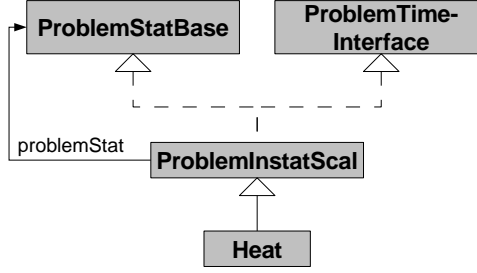 ProblemStatBase
ProblemTime-
Interface
problemStat
ProblemInstatScal
Heat